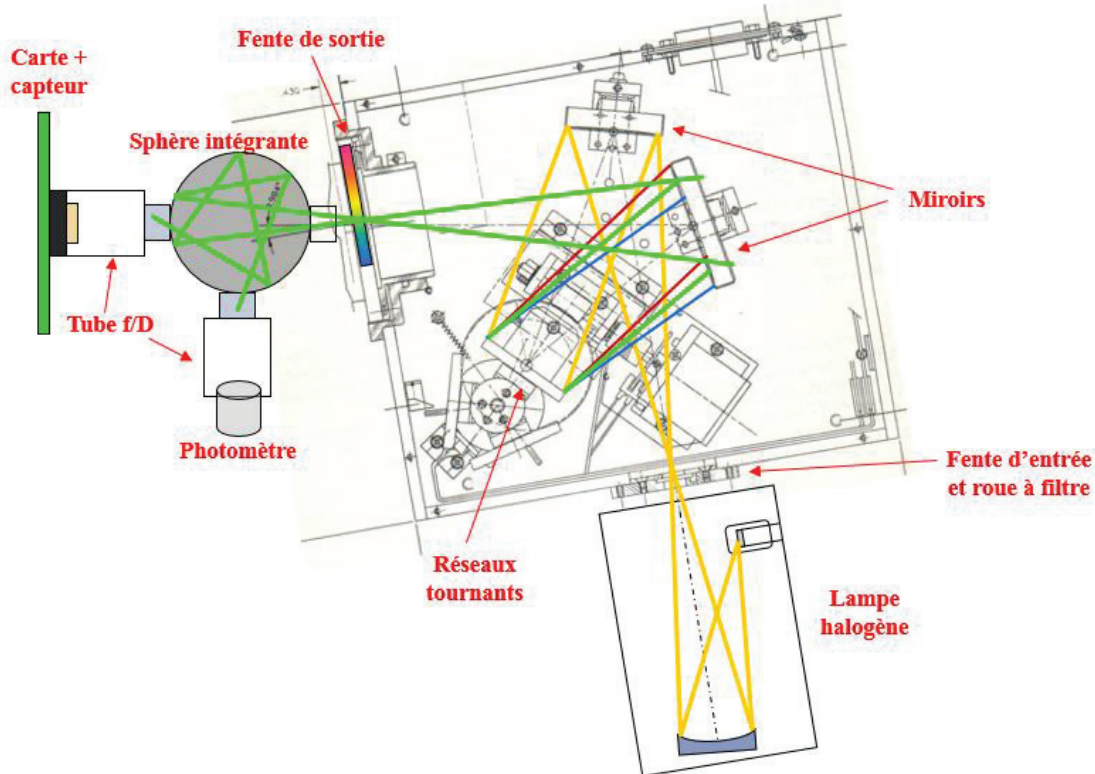 Fente de sortie
Carte +
capteur
.430
Sphère intégrante
Miroirs
Tube f/D
Photomètre
Fente d'entrée
et roue à filtre
Réseaux
tournants
Lampe
halogène